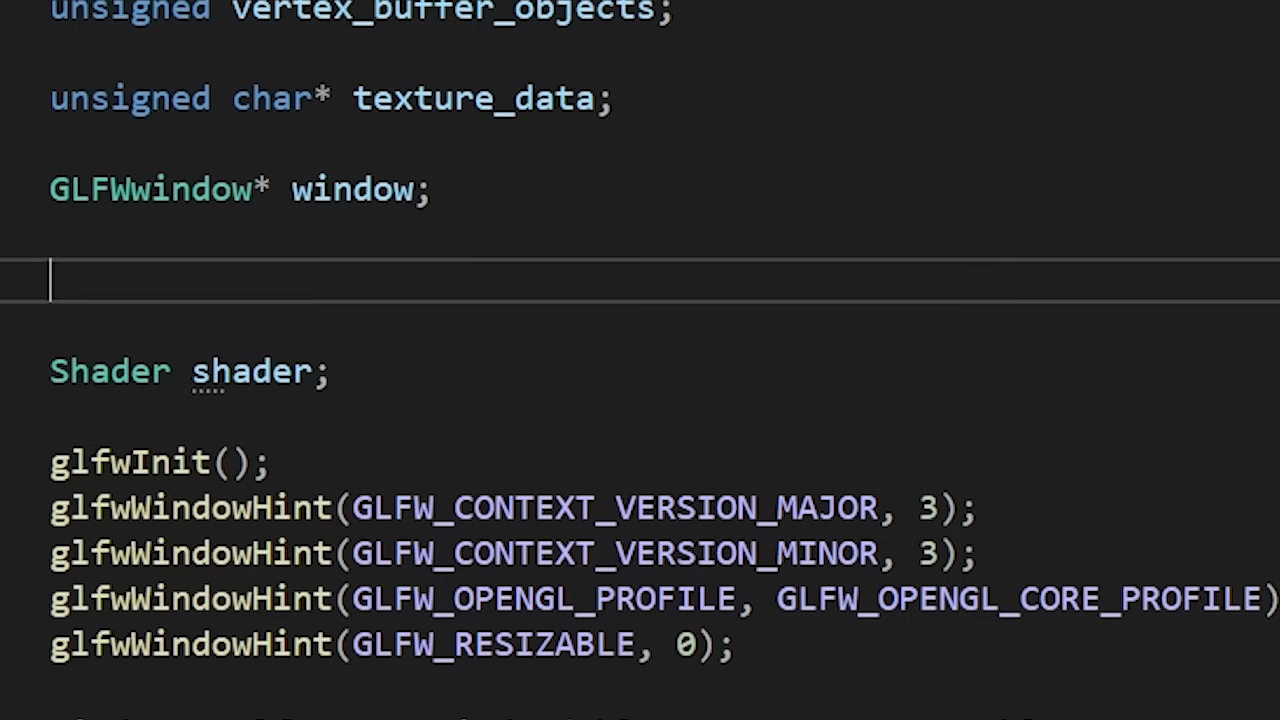 unsigned vertex_buffer_objects;
unsigned char* texture_data;
GLFWwindow* window;
Shader shader;
glfwInit();
glfwWindowHint(GLFW_CONTEXT_VERSION_MAJOR, 3);
glfwWindowHint(GLFW_CONTEXT_VERSION_MINOR, 3);
glfwWindowHint(GLFW_OPENGL_PROFILE, GLFW_OPENGL_CORE_PROFILE)
glfwWindowHint(GLFW_RESIZABLE, 0);